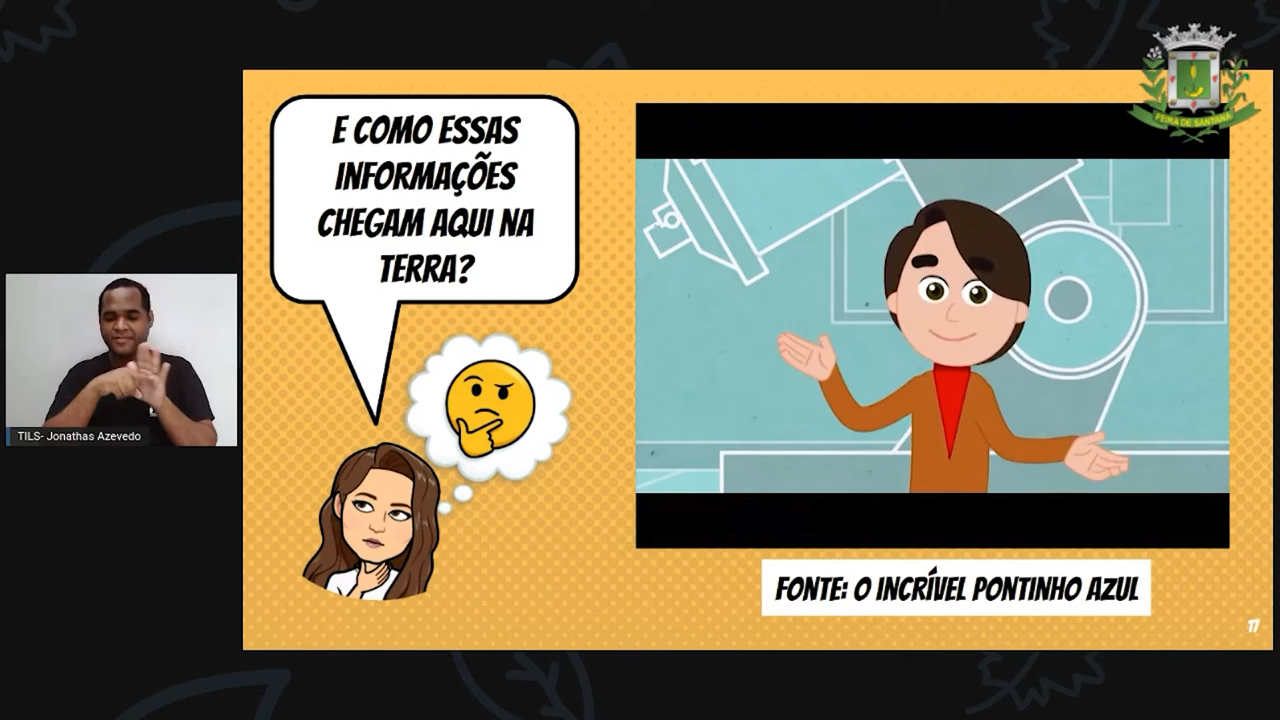 E COMO ESSAS
INFORMAÇÕES
CHEGAM AQUI NA
TERRA?
FEIRA DE SANTANA
TILS- Jonathas Azevedo
FONTE: O INCRÍVEL PONTINHO AZUL
17